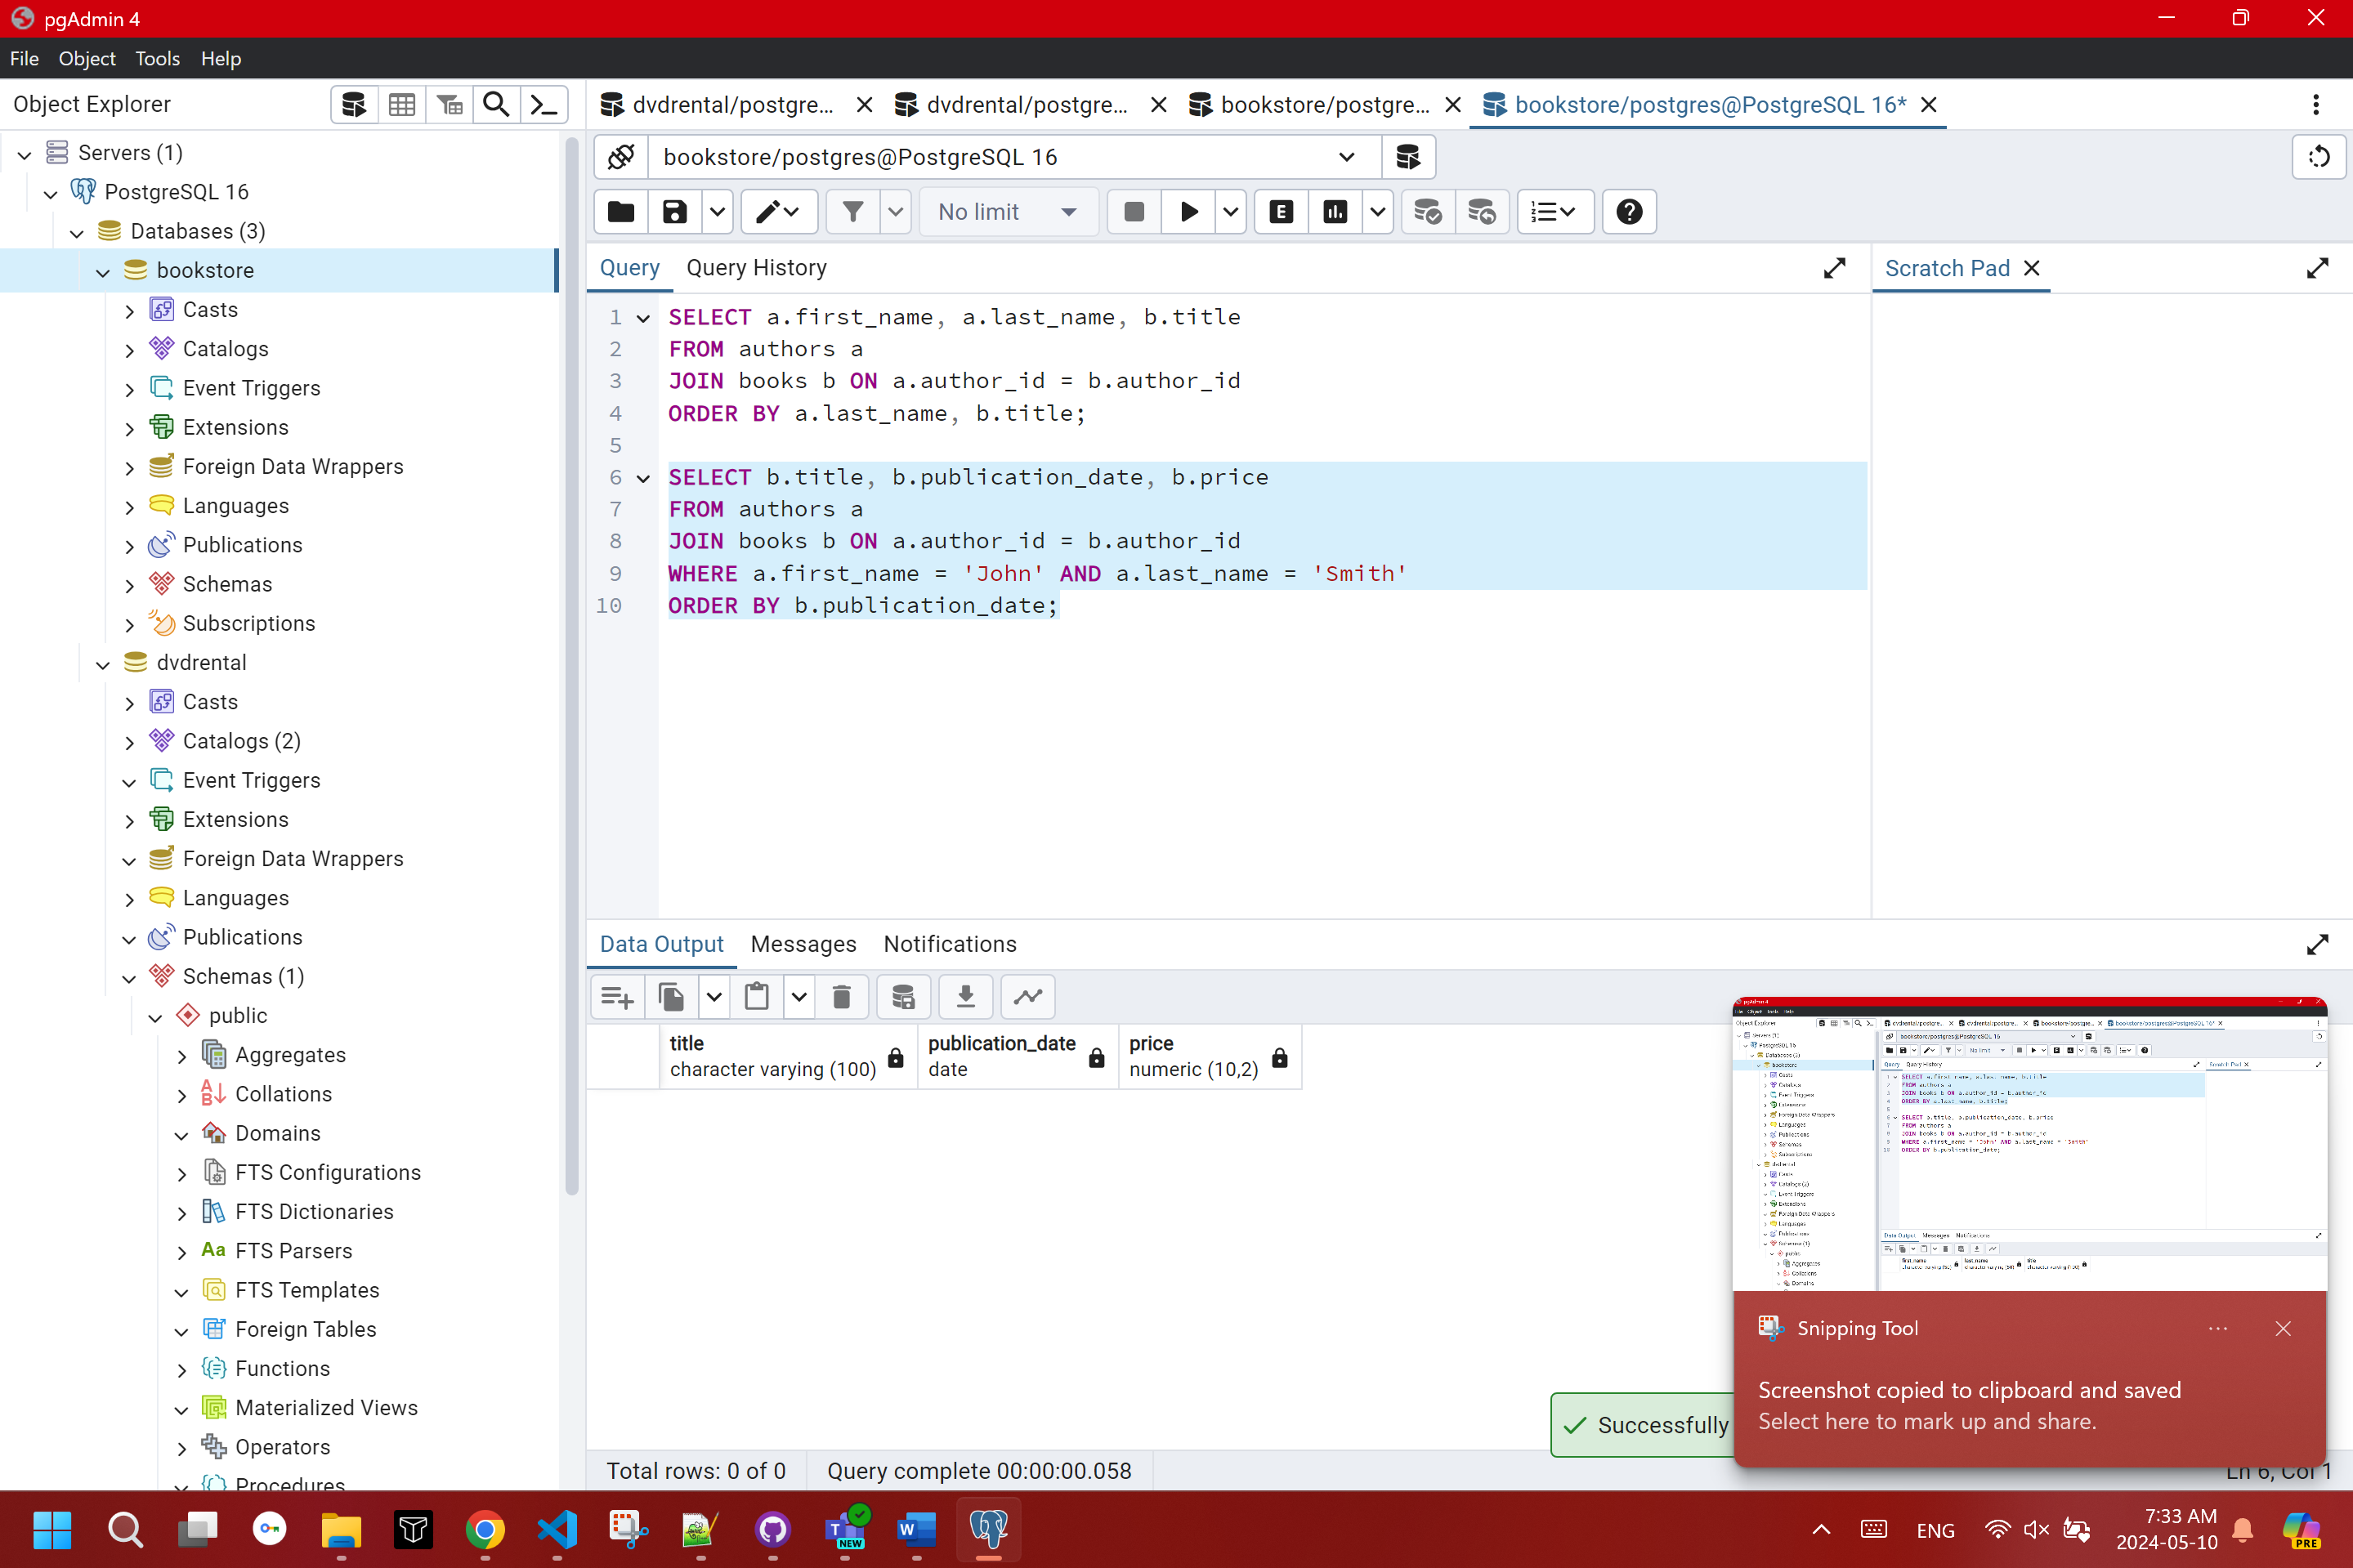 pgAdmin 4
File Object Tools Help
Object Explorer
dvdrental/postgre...
dvdrental/postgre...
bookstore/postgre...
bookstore/postgres@PostgreSQL 16*
Servers (1)
PostgreSQL 16
Databases (3)
bookstore
Casts
Catalogs
Event Triggers
Extensions
Foreign Data Wrappers
Languages
Publications
Schemas
Subscriptions
dvdrental
Casts
Catalogs (2)
Event Triggers
Extensions
Foreign Data Wrappers
Languages
Publications
Schemas (1)
public
Aggregates
Collations
Domains
FTS Configurations
FTS Dictionaries
Aa FTS Parsers
FTS Templates
Foreign Tables
Functions
Materialized Views
Operators
Procedures
bookstore/postgres@PostgreSQL 16
No limit
E
Query Query History
Scratch Pad
1 SELECT a.first_name, a.last_name, b.title
2 FROM authors a
3 JOIN books b ON a.author_id = b.author_id
4 ORDER BY a.last_name, b.title;
5
6 SELECT b.title, b.publication_date, b.price
7 FROM authors a
8 JOIN books b ON a.author_id = b.author_id
9 WHERE a.first_name = 'John' AND a.last_name = 'Smith'
10 ORDER BY b.publication_date;
Data Output Messages Notifications
title
character varying (100)
publication_date
date
price
numeric (10,2)
Successfully
Snipping Tool
Screenshot copied to clipboard and saved
Select here to mark up and share.
Total rows: 0 of 0
Query complete 00:00:00.058
Ln 6, Col 1
NEW
ENG
7:33 AM
2024-05-10
PRE